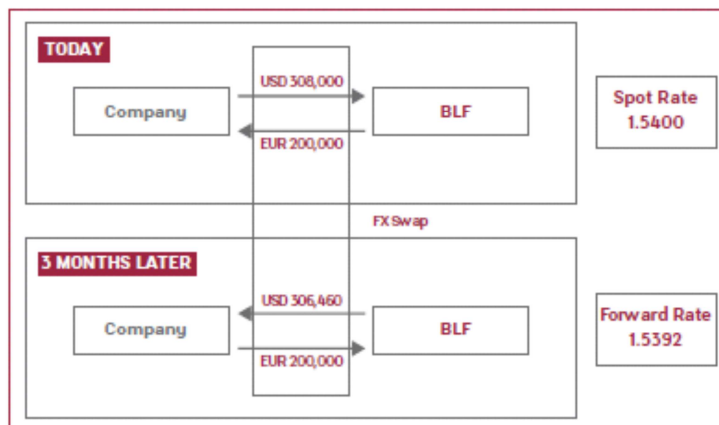 TODAY
USD 308,000
Company
BLF
EUR 200,000
Spot Rate
1.5400
FX Swap
3 MONTHS LATER
USD 306,460
Company
BLF
EUR 200,000
Forward Rate
1.5392